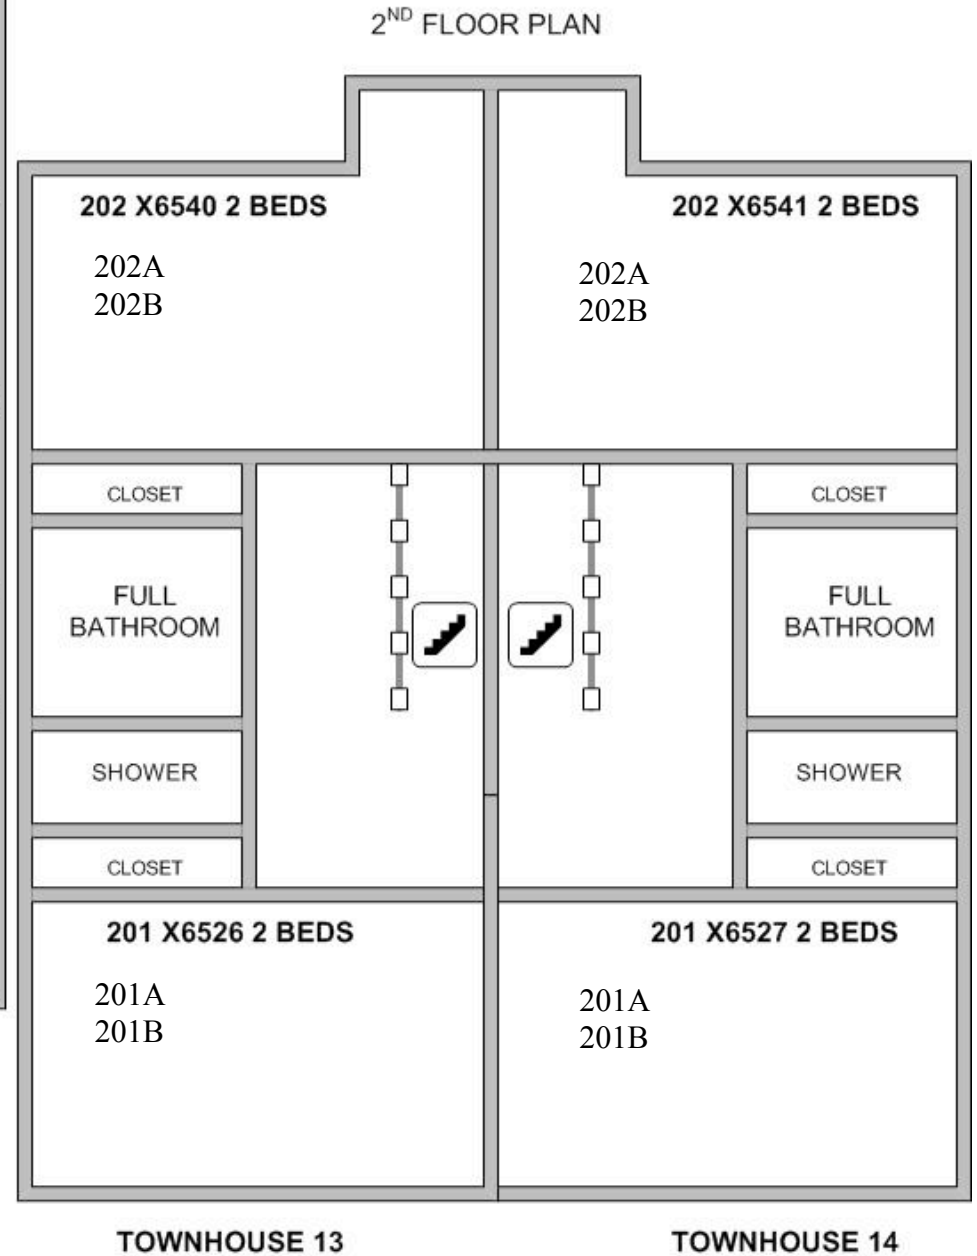 2ND FLOOR PLAN
202 X6540 2 BEDS
202A
202B
202 X6541 2 BEDS
202A
202B
CLOSET
FULL
BATHROOM
SHOWER
CLOSET
CLOSET
FULL
BATHROOM
SHOWER
CLOSET
201 X6526 2 BEDS
201A
201B
201 X6527 2 BEDS
201A
201B
TOWNHOUSE 13
TOWNHOUSE 14